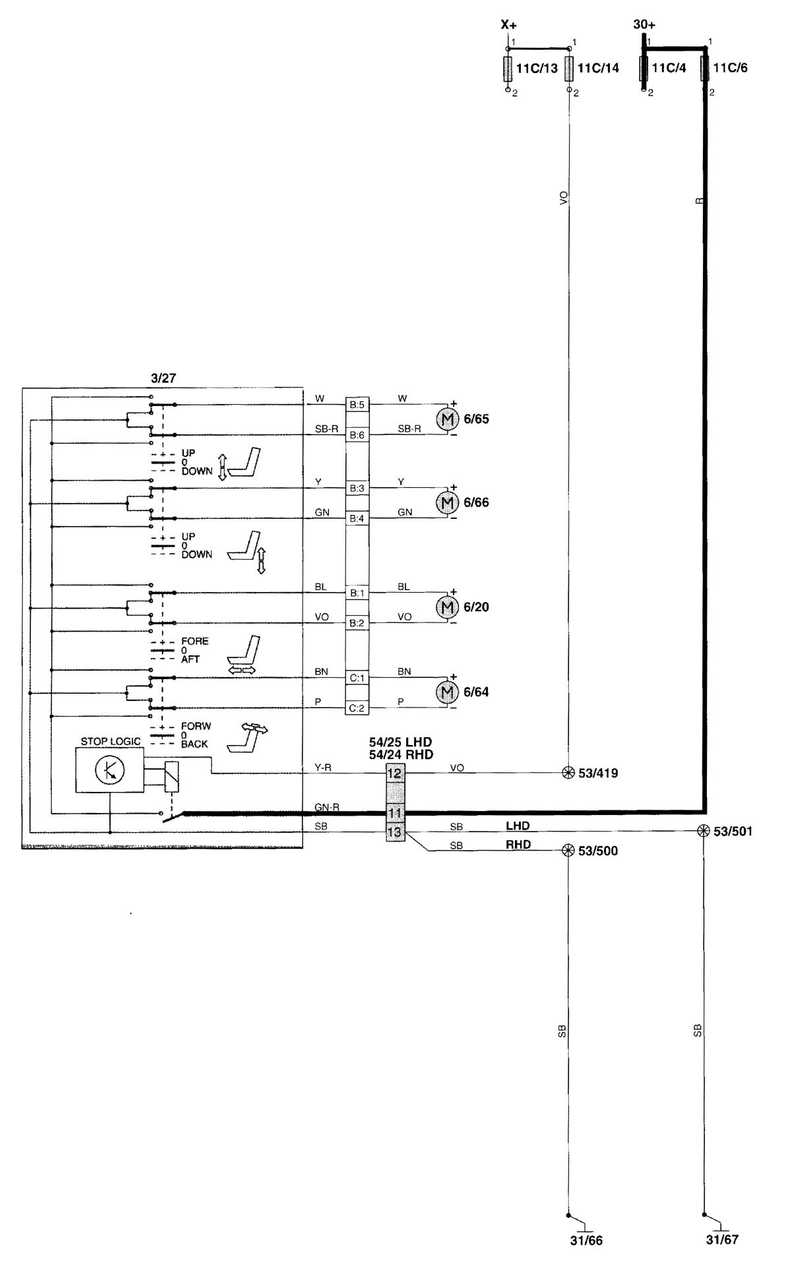 X+ 30+
1 1 1
11C/13 11C/14 11C/4 11C/6
2 2 2 2
VO R
3/27
W B:5 W + M 6/65
SB-R B:6 SB-R −
UP
0
DOWN
Y B:3 Y + M 6/66
GN B:4 GN −
UP
0
DOWN
BL B:1 BL + M 6/20
VO B:2 VO −
FORE
0
AFT
BN C:1 BN + M 6/64
P C:2 P −
FORW
0
BACK
STOP LOGIC
54/25 LHD
54/24 RHD
Y-R 12 VO 53/419
GN-R 11
SB 13 SB LHD 53/501
SB RHD 53/500
SB SB
31/66 31/67